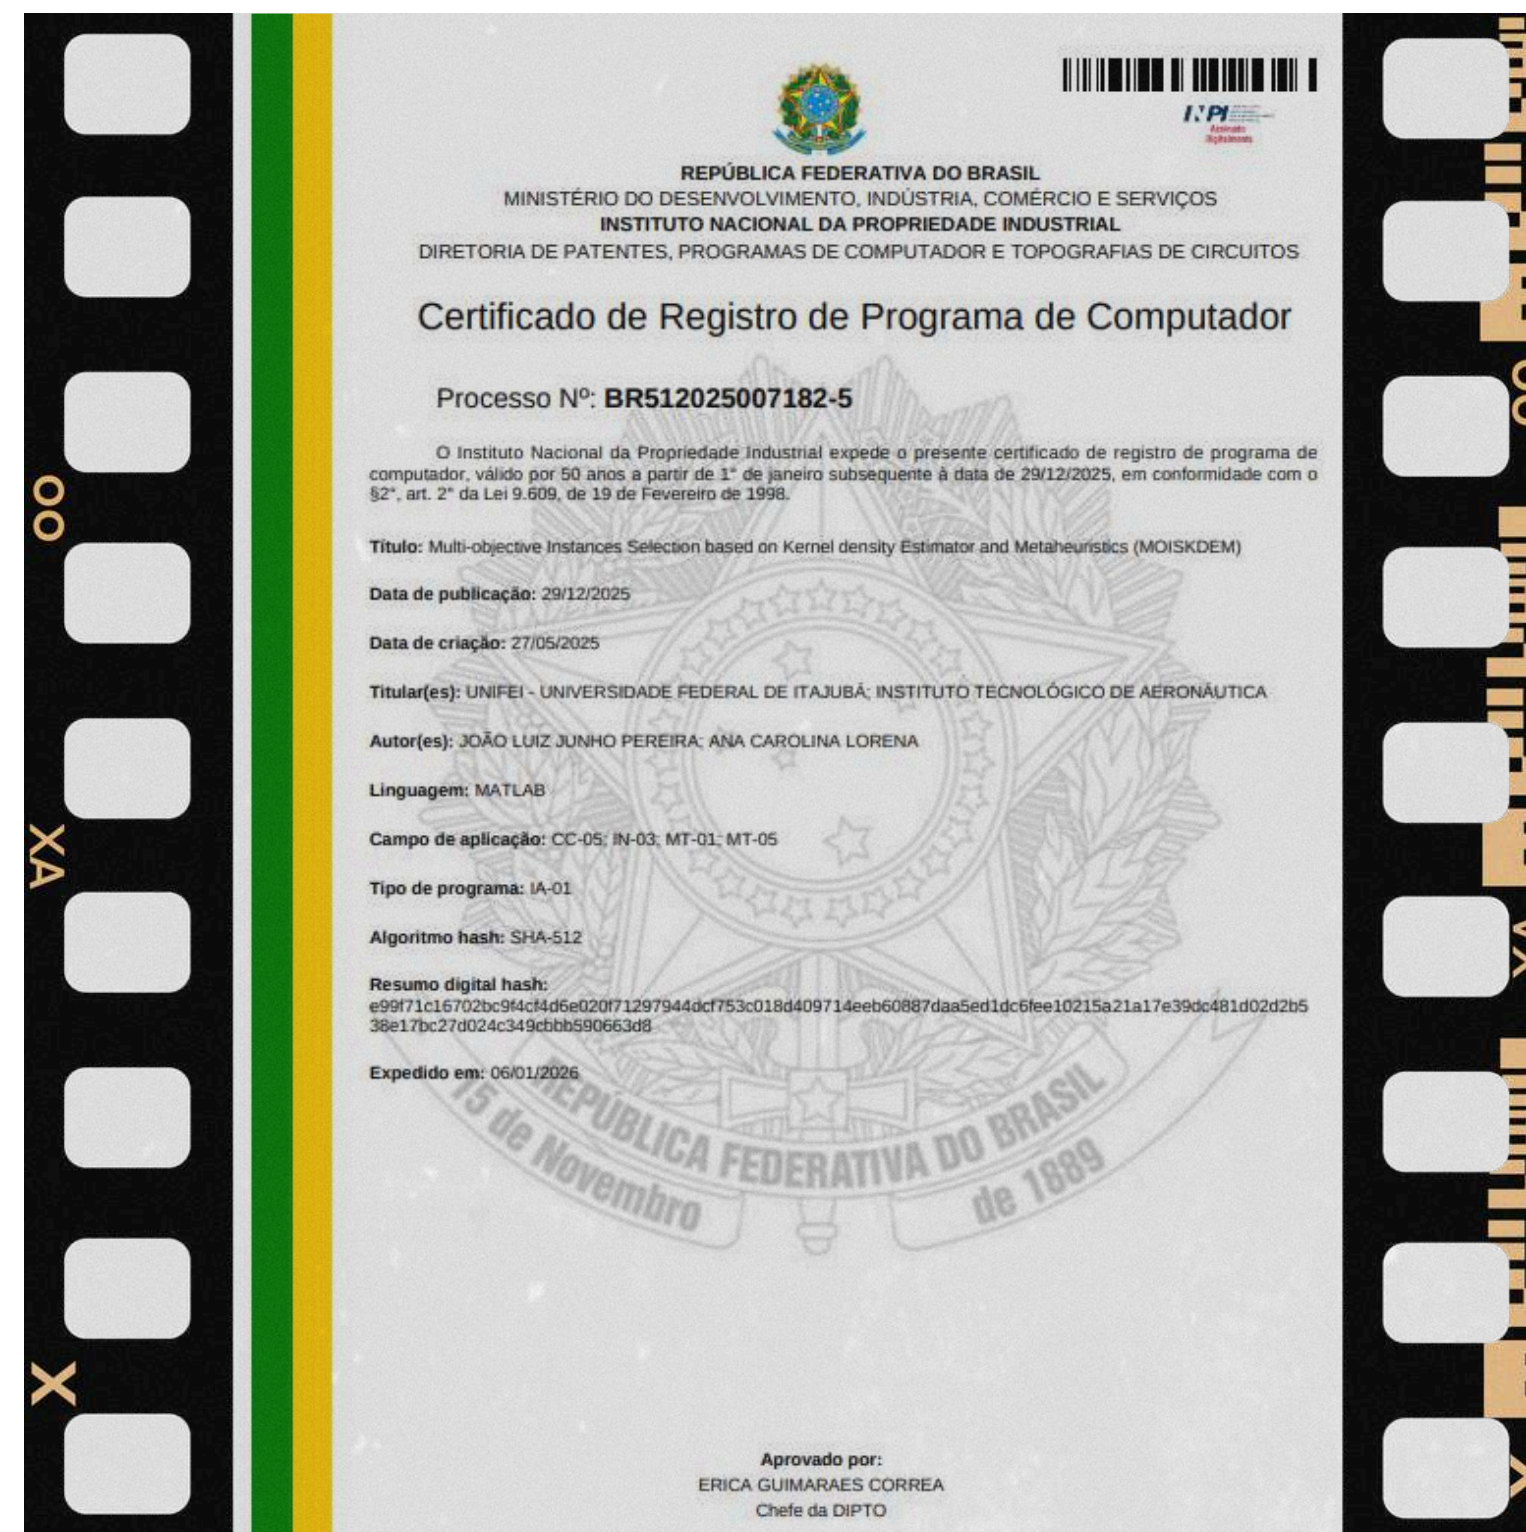 INPI
Assinado
Digitalmente
REPÚBLICA FEDERATIVA DO BRASIL
MINISTÉRIO DO DESENVOLVIMENTO, INDÚSTRIA, COMÉRCIO E SERVIÇOS
INSTITUTO NACIONAL DA PROPRIEDADE INDUSTRIAL
DIRETORIA DE PATENTES, PROGRAMAS DE COMPUTADOR E TOPOGRAFIAS DE CIRCUITOS
Certificado de Registro de Programa de Computador
Processo Nº: BR512025007182-5
O Instituto Nacional da Propriedade Industrial expede o presente certificado de registro de programa de
computador, válido por 50 anos a partir de 1° de janeiro subsequente à data de 29/12/2025, em conformidade com o
§2°, art. 2° da Lei 9.609, de 19 de Fevereiro de 1998.
Título: Multi-objective Instances Selection based on Kernel density Estimator and Metaheuristics (MOISKDEM)
Data de publicação: 29/12/2025
Data de criação: 27/05/2025
Titular(es): UNIFEI - UNIVERSIDADE FEDERAL DE ITAJUBÁ; INSTITUTO TECNOLÓGICO DE AERONÁUTICA
Autor(es): JOÃO LUIZ JUNHO PEREIRA; ANA CAROLINA LORENA
Linguagem: MATLAB
Campo de aplicação: CC-05; IN-03; MT-01; MT-05
Tipo de programa: IA-01
Algoritmo hash: SHA-512
Resumo digital hash:
e99f71c16702bc9f4cf4d6e020f71297944dcf753c018d409714eeb60887daa5ed1dc6fee10215a21a17e39dc481d02d2b5
38e17bc27d024c349cbbb590663d8
Expedido em: 06/01/2026
REPÚBLICA FEDERATIVA DO BRASIL
15 de Novembro
de 1889
Aprovado por:
ERICA GUIMARAES CORREA
Chefe da DIPTO
OO
XA
X